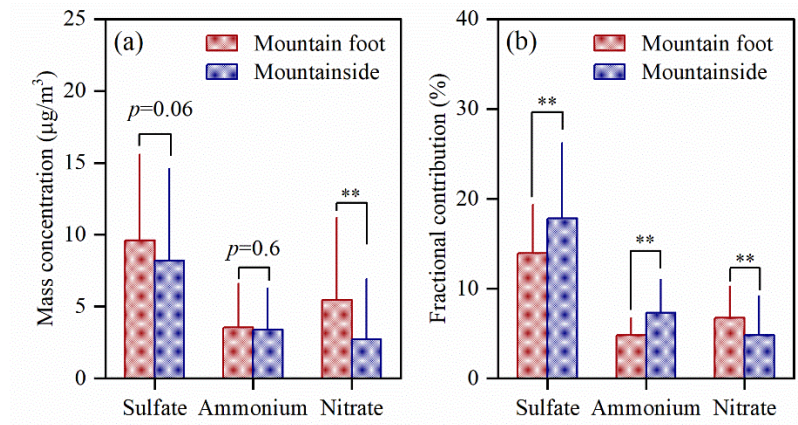 (a)
Mountain foot
Mountainside
Mass concentration (μg/m³)
25
20
15
10
5
0
p=0.06
p=0.6
**
Sulfate Ammonium Nitrate
(b)
Mountain foot
Mountainside
Fractional contribution (%)
40
30
20
10
0
**
**
**
Sulfate Ammonium Nitrate